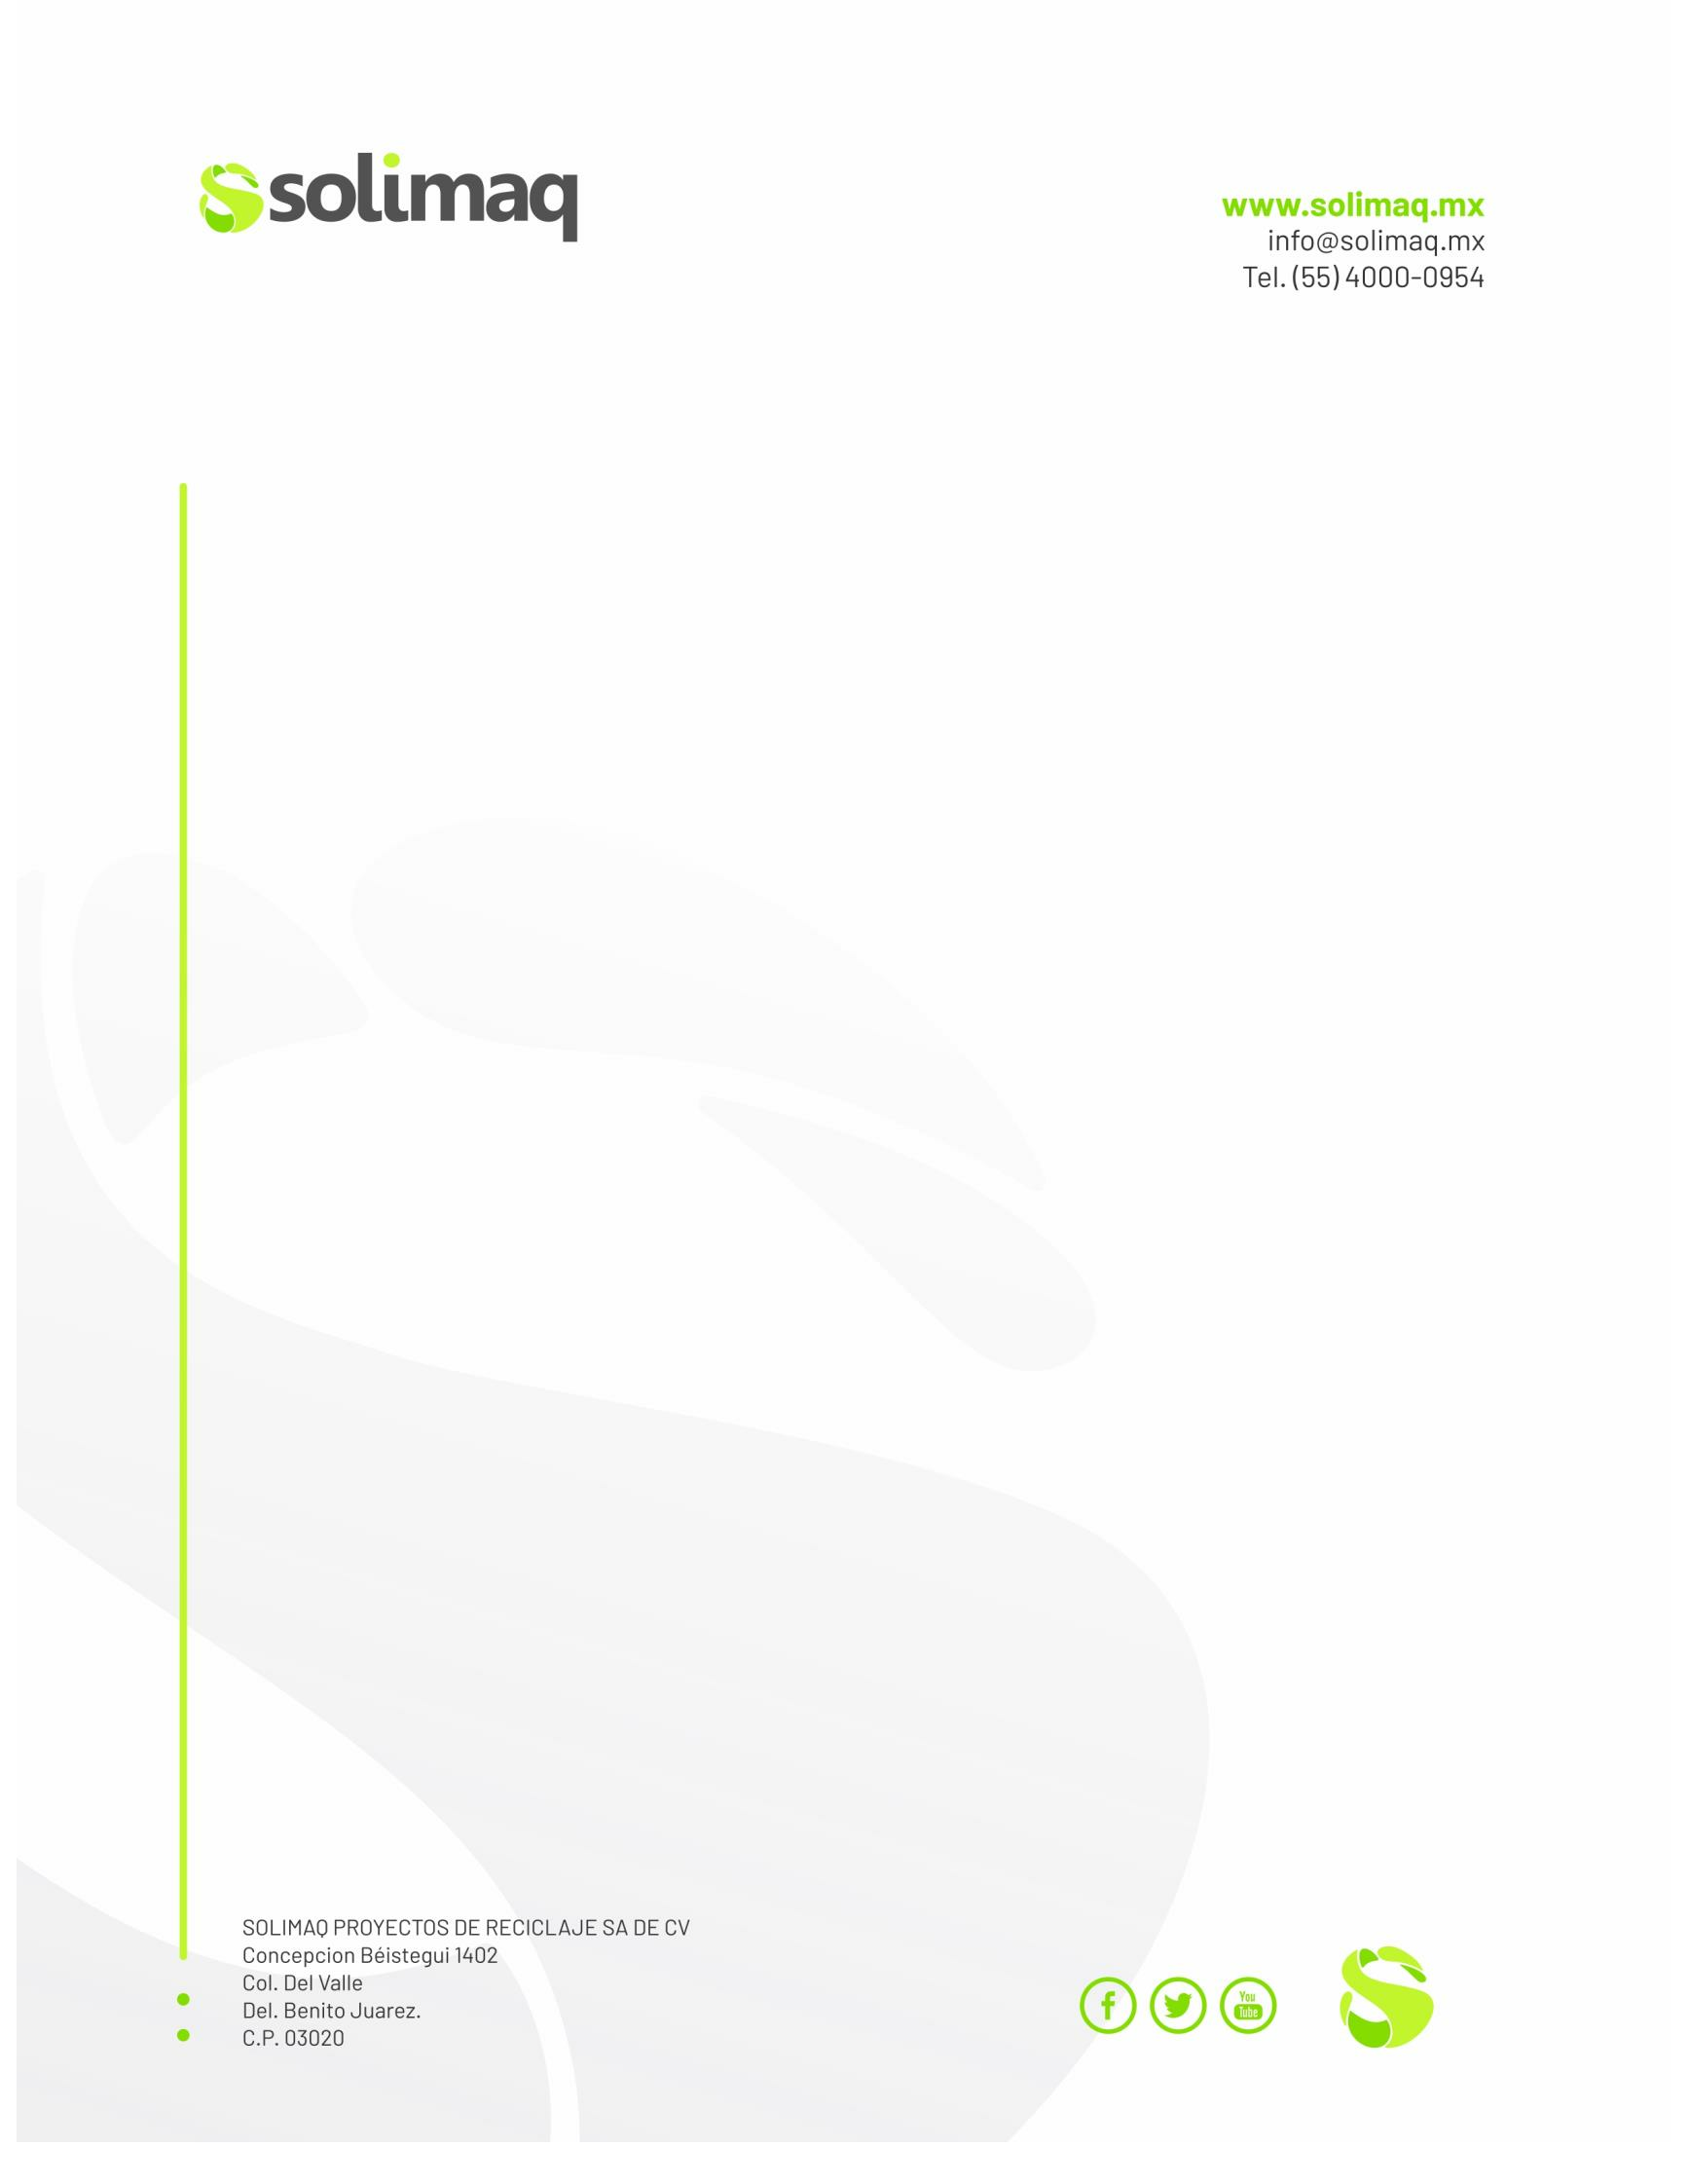 solimaq
www.solimaq.mx
info@solimaq.mx
Tel. (55) 4000-0954
SOLIMAQ PROYECTOS DE RECICLAJE SA DE CV
Concepcion Béistegui 1402
Col. Del Valle
Del. Benito Juarez.
C.P. 03020
You
Tube